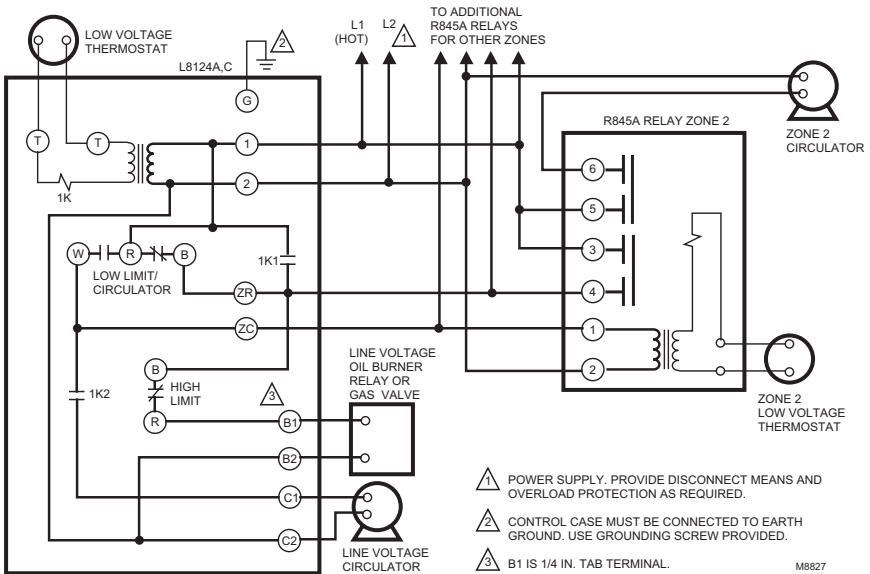 LOW VOLTAGE
THERMOSTAT
L1
(HOT)
L2
1
TO ADDITIONAL
R845A RELAYS
FOR OTHER ZONES
L8124A,C
2
G
T
T
1
2
1K
R845A RELAY ZONE 2
ZONE 2
CIRCULATOR
6
5
3
4
1
2
W
R
B
1K1
LOW LIMIT/
CIRCULATOR
ZR
ZC
B
HIGH
LIMIT
R
1K2
3
B1
B2
C1
C2
LINE VOLTAGE
OIL BURNER
RELAY OR
GAS VALVE
LINE VOLTAGE
CIRCULATOR
ZONE 2
LOW VOLTAGE
THERMOSTAT
1 POWER SUPPLY. PROVIDE DISCONNECT MEANS AND
OVERLOAD PROTECTION AS REQUIRED.
2 CONTROL CASE MUST BE CONNECTED TO EARTH
GROUND. USE GROUNDING SCREW PROVIDED.
3 B1 IS 1/4 IN. TAB TERMINAL.
M8827